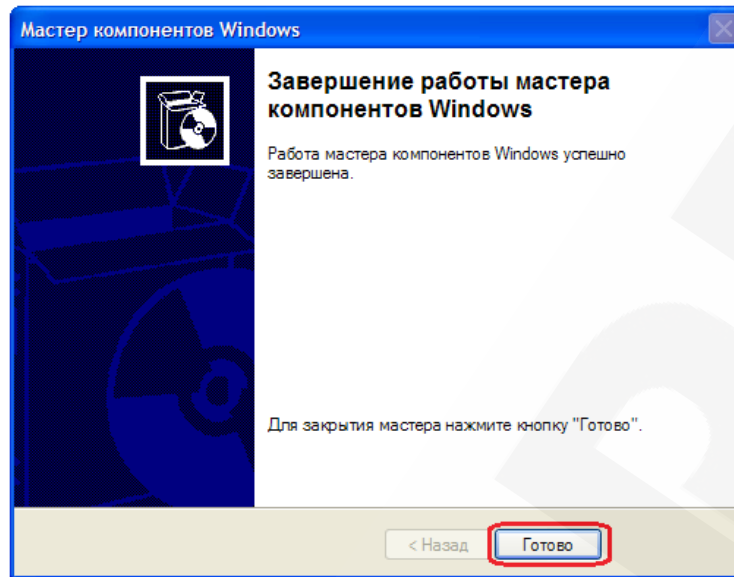 Мастер компонентов Windows
Завершение работы мастера
компонентов Windows
Работа мастера компонентов Windows успешно
завершена.
Для закрытия мастера нажмите кнопку "Готово".
< Назад
Готово